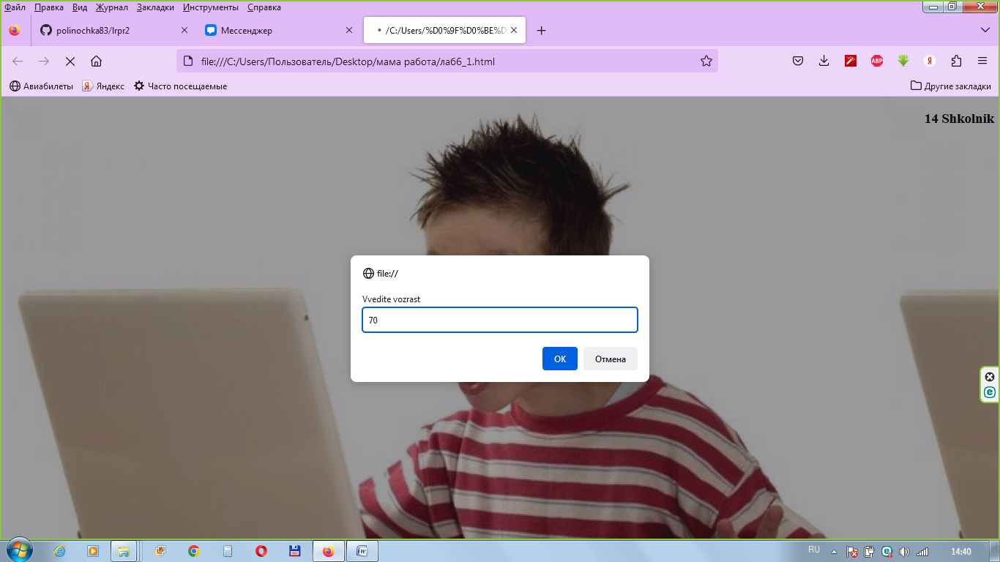 Файл Правка Вид Журнал Закладки Инструменты Справка
polinochka83/lrpr2
Мессенджер
/C:/Users/%D0%9F%D0%BE%D0
file:///C:/Users/Пользователь/Desktop/мама работа/лаб6_1.html
ABP
Я
Авиабилеты
Я Яндекс
Часто посещаемые
Другие закладки
14 Shkolnik
file://
Vvedite vozrast
70
OK
Отмена
RU
14:40